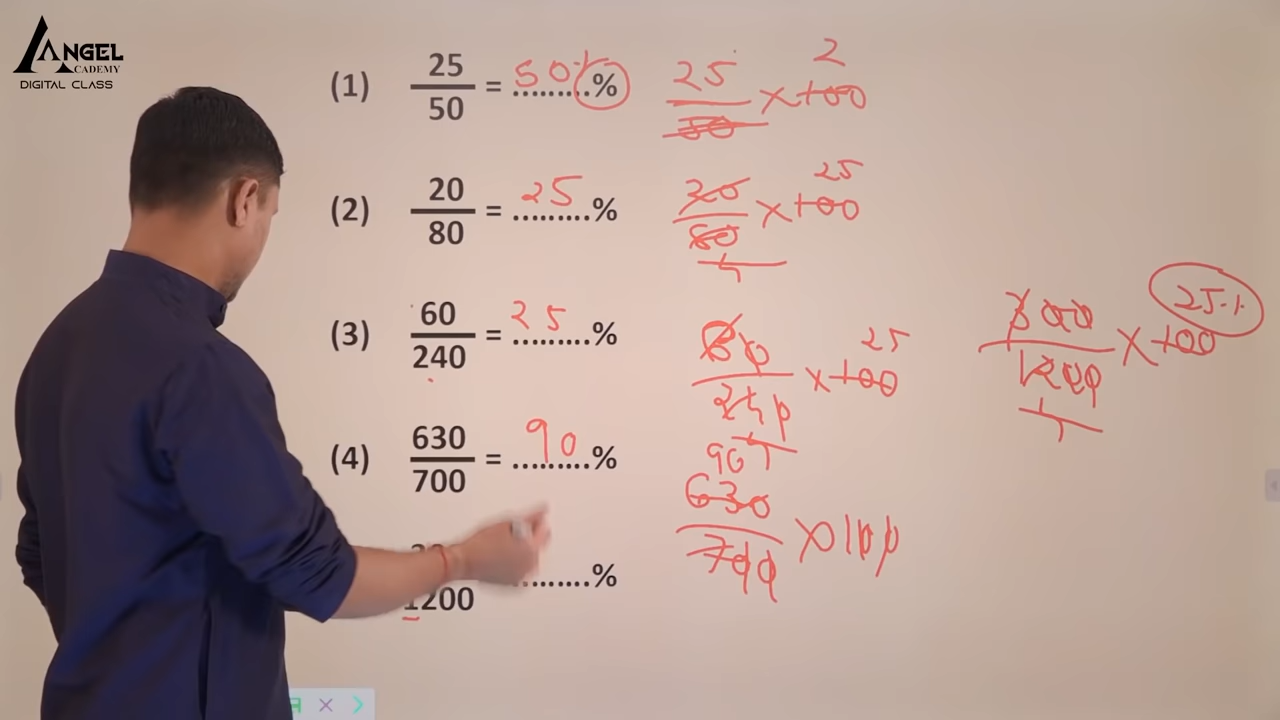 ANGEL
ACADEMY
DIGITAL CLASS
(1) 25/50 = 50% .........% 25/50 × 100 2
(2) 20/80 = 25 .........% 20/80 × 100 25 4
(3) 60/240 = 25 .........% 60/240 × 100 25 4
300/1200 × 100 25% 4
(4) 630/700 = 90 .........% 90 630/700 × 100
1200 .........%